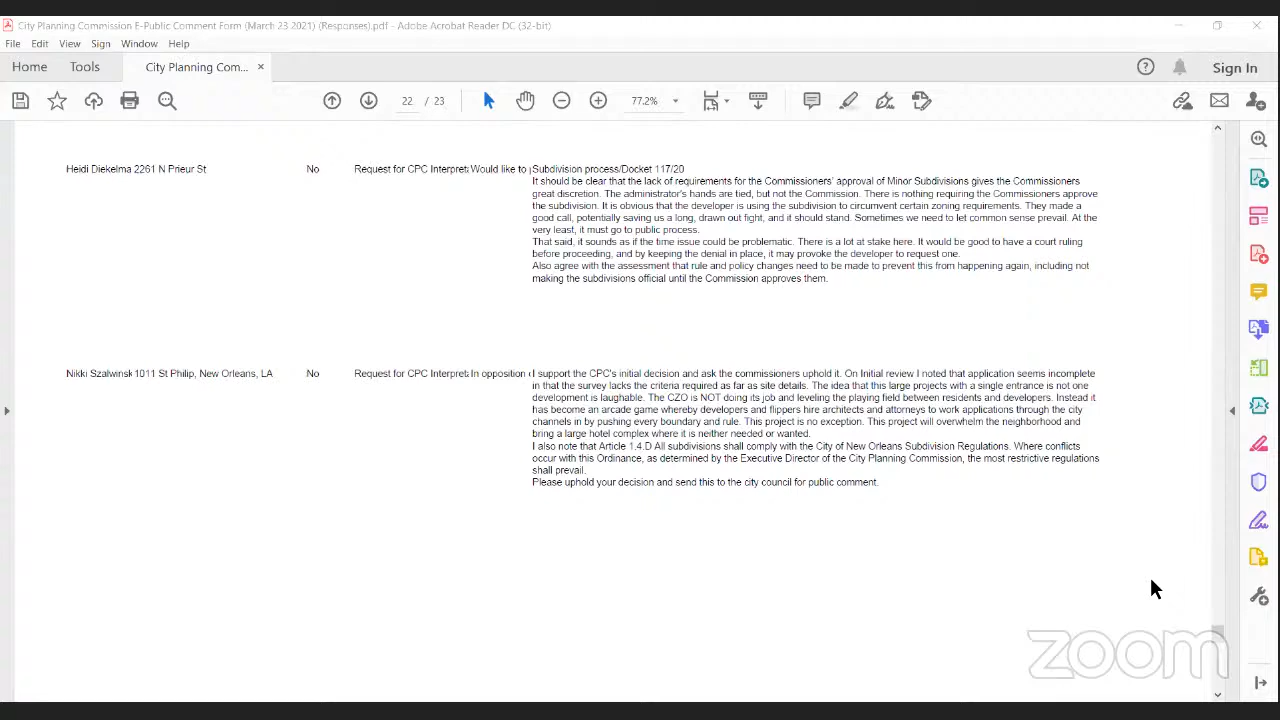 City Planning Commission E-Public Comment Form (March 23 2021) (Responses).pdf - Adobe Acrobat Reader DC (32-bit)
File Edit View Sign Window Help
Home Tools City Planning Com... × Sign In
22 / 23 77.2%
Heidi Diekelma 2261 N Prieur St No Request for CPC Interpreta Would like to p Subdivision process/Docket 117/20
It should be clear that the lack of requirements for the Commissioners' approval of Minor Subdivisions gives the Commissioners
great discretion. The administrator's hands are tied, but not the Commission. There is nothing requiring the Commissioners approve
the subdivision. It is obvious that the developer is using the subdivision to circumvent certain zoning requirements. They made a
good call, potentially saving us a long, drawn out fight, and it should stand. Sometimes we need to let common sense prevail. At the
very least, it must go to public process.
That said, it sounds as if the time issue could be problematic. There is a lot at stake here. It would be good to have a court ruling
before proceeding, and by keeping the denial in place, it may provoke the developer to request one.
Also agree with the assessment that rule and policy changes need to be made to prevent this from happening again, including not
making the subdivisions official until the Commission approves them.
Nikki Szalwinsk 1011 St Philip, New Orleans, LA No Request for CPC Interpreta In opposition I support the CPC's initial decision and ask the commissioners uphold it. On Initial review I noted that application seems incomplete
in that the survey lacks the criteria required as far as site details. The idea that this large projects with a single entrance is not one
development is laughable. The CZO is NOT doing its job and leveling the playing field between residents and developers. Instead it
has become an arcade game whereby developers and flippers hire architects and attorneys to work applications through the city
channels in by pushing every boundary and rule. This project is no exception. This project will overwhelm the neighborhood and
bring a large hotel complex where it is neither needed or wanted.
I also note that Article 1.4.D All subdivisions shall comply with the City of New Orleans Subdivision Regulations. Where conflicts
occur with this Ordinance, as determined by the Executive Director of the City Planning Commission, the most restrictive regulations
shall prevail.
Please uphold your decision and send this to the city council for public comment.
zoom